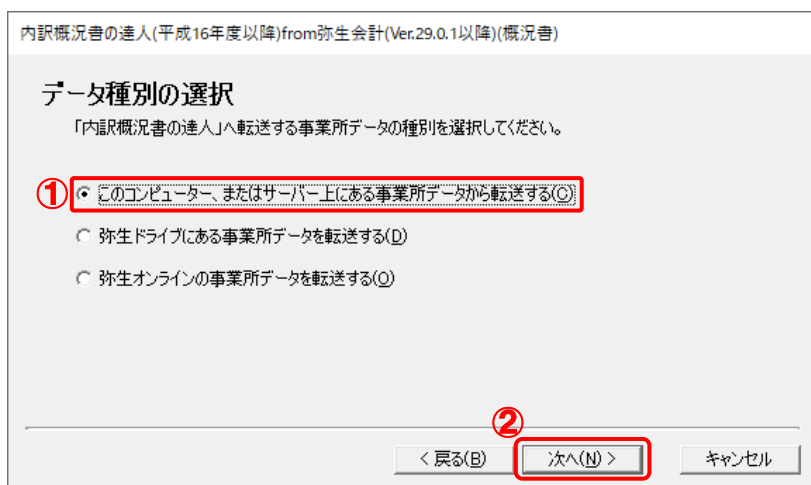 内訳概況書の達人(平成16年度以降)from弥生会計(Ver.29.0.1以降)(概況書)
データ種別の選択
「内訳概況書の達人」へ転送する事業所データの種別を選択してください。
① このコンピューター、またはサーバー上にある事業所データから転送する(C)
弥生ドライブにある事業所データを転送する(D)
弥生オンラインの事業所データを転送する(O)
②
< 戻る(B) 次へ(N) > キャンセル